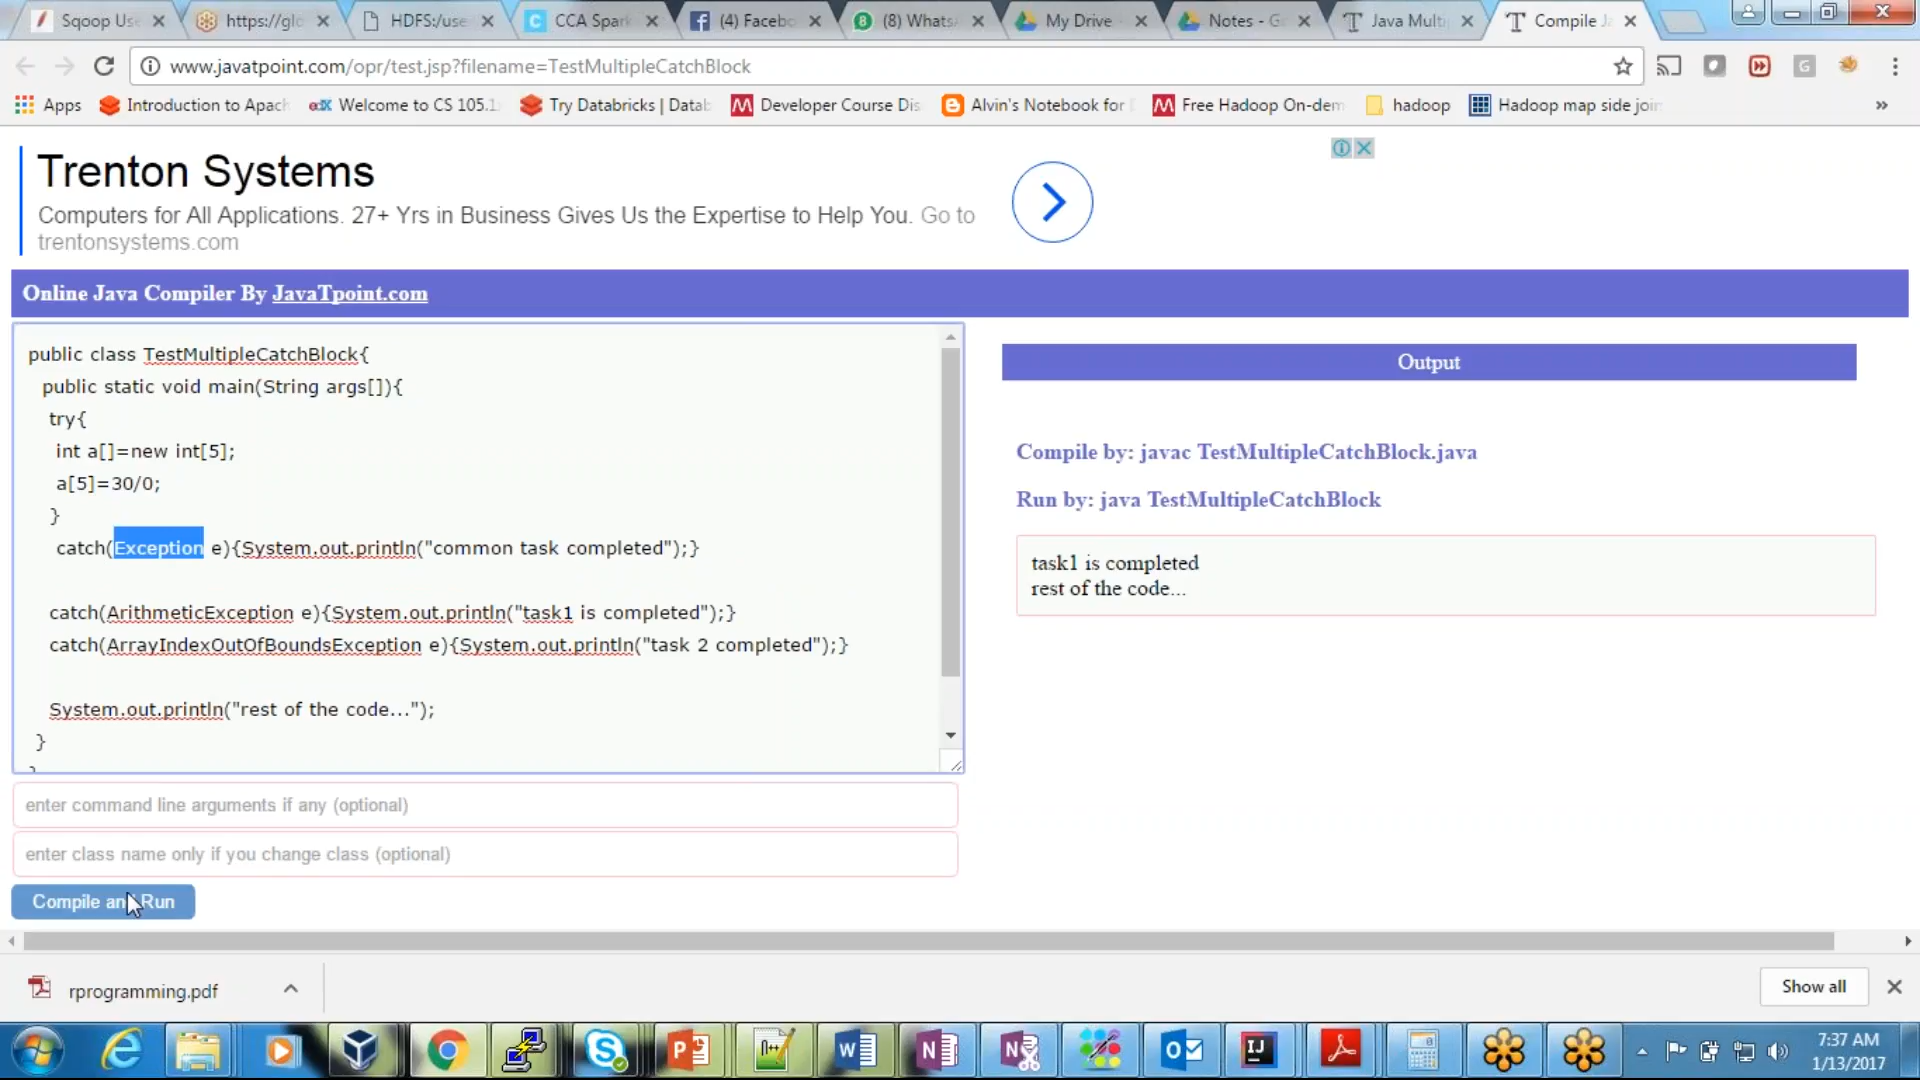 Sqoop Use
https://glo
HDFS:/use
CCA Spark
(4) Facebo
(8) Whats
My Drive
Notes - G
Java Multi
Compile Ja
www.javatpoint.com/opr/test.jsp?filename=TestMultipleCatchBlock
Apps
Introduction to Apach
edX
Welcome to CS 105.1
Try Databricks | Datab
Developer Course Dis
Alvin's Notebook for
Free Hadoop On-dem
hadoop
Hadoop map side join
Trenton Systems
Computers for All Applications. 27+ Yrs in Business Gives Us the Expertise to Help You. Go to
trentonsystems.com
Online Java Compiler By JavaTpoint.com
public class TestMultipleCatchBlock{
public static void main(String args[]){
try{
int a[]=new int[5];
a[5]=30/0;
}
catch(Exception e){System.out.println("common task completed");}
catch(ArithmeticException e){System.out.println("task1 is completed");}
catch(ArrayIndexOutOfBoundsException e){System.out.println("task 2 completed");}
System.out.println("rest of the code...");
}
}
Output
Compile by: javac TestMultipleCatchBlock.java
Run by: java TestMultipleCatchBlock
task1 is completed
rest of the code...
enter command line arguments if any (optional)
enter class name only if you change class (optional)
Compile and Run
rprogramming.pdf
Show all
7:37 AM
1/13/2017